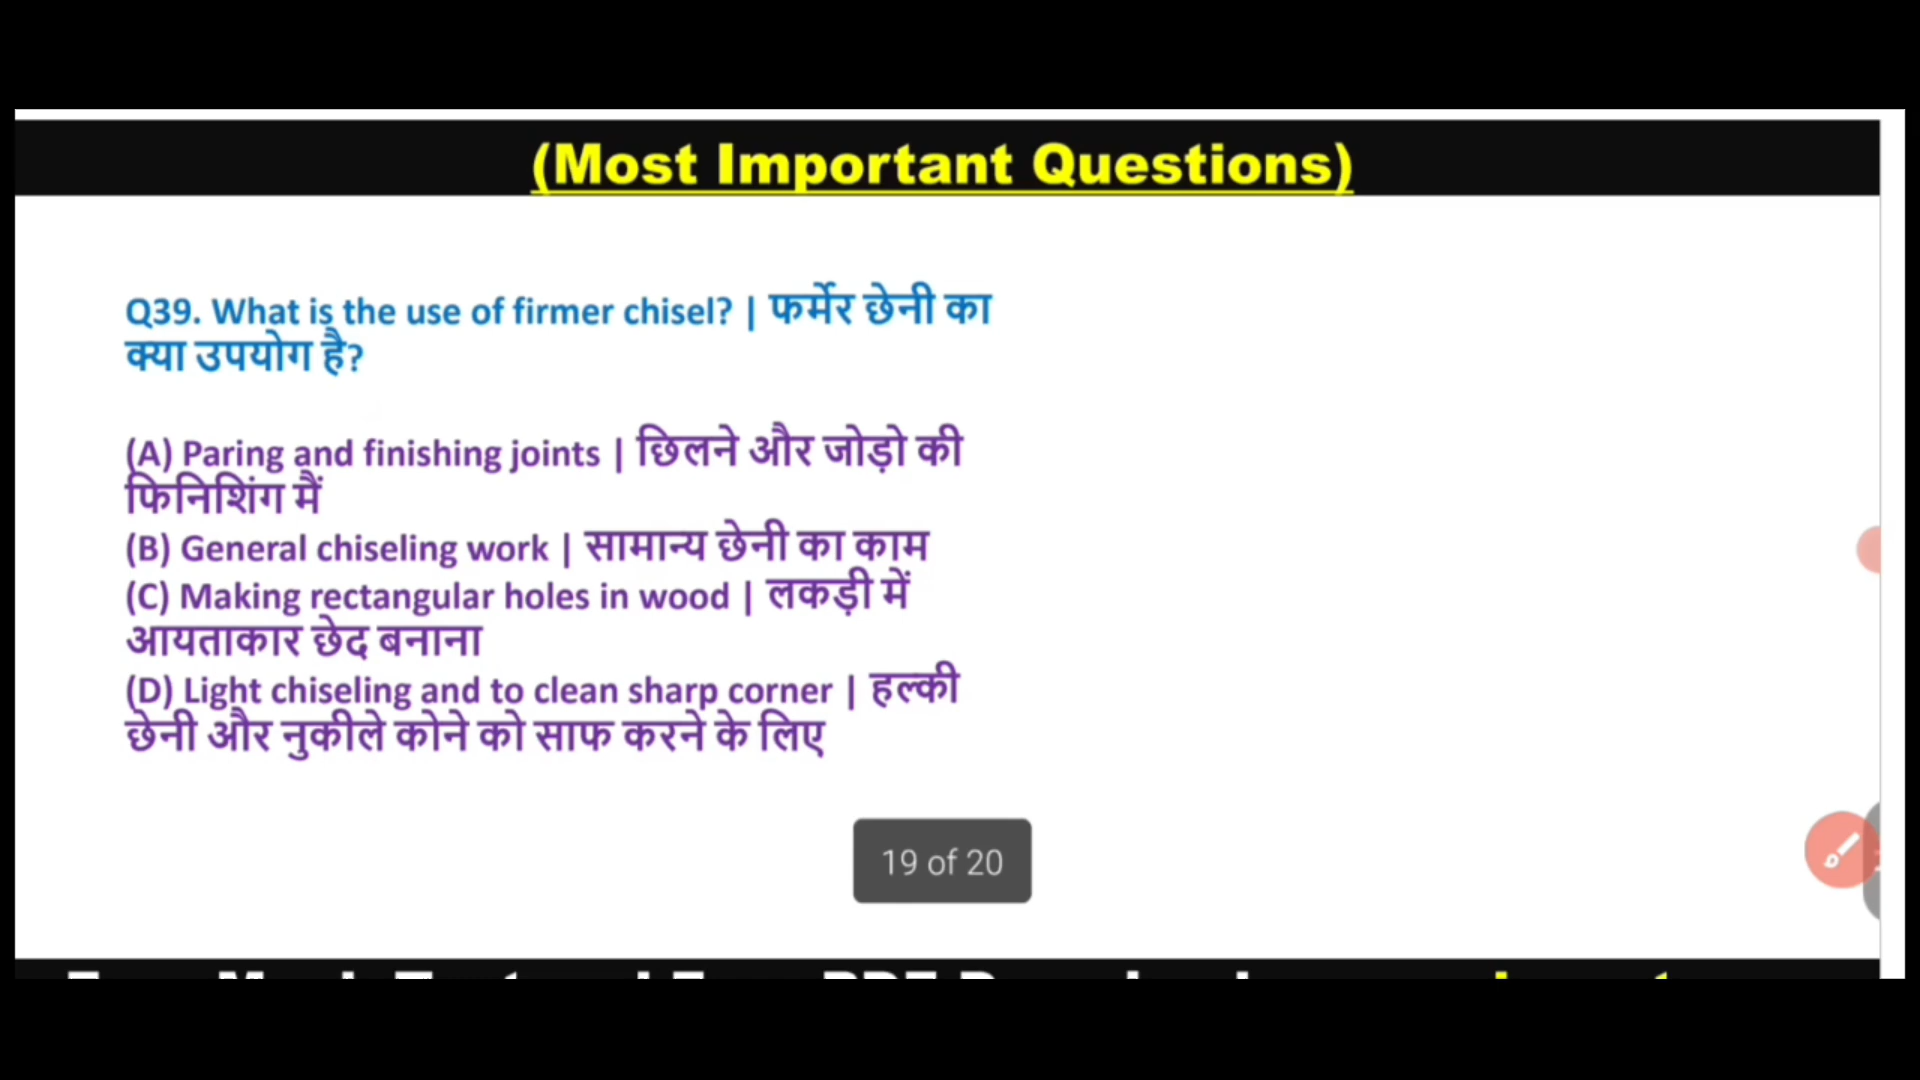 (Most Important Questions)
Q39. What is the use of firmer chisel? | फर्मेर छेनी का
क्या उपयोग है?
(A) Paring and finishing joints | छिलने और जोड़ो की
फिनिशिंग मैं
(B) General chiseling work | सामान्य छेनी का काम
(C) Making rectangular holes in wood | लकड़ी में
आयताकार छेद बनाना
(D) Light chiseling and to clean sharp corner | हल्की
छेनी और नुकीले कोने को साफ करने के लिए
19 of 20